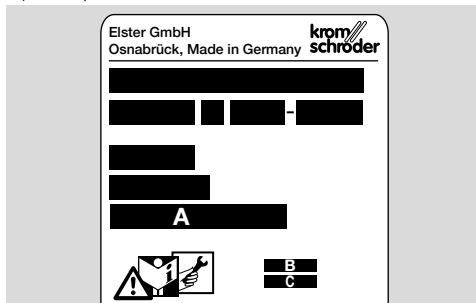 Elster GmbH
Osnabrück, Made in Germany
krom//
schröder
-
A
B
C